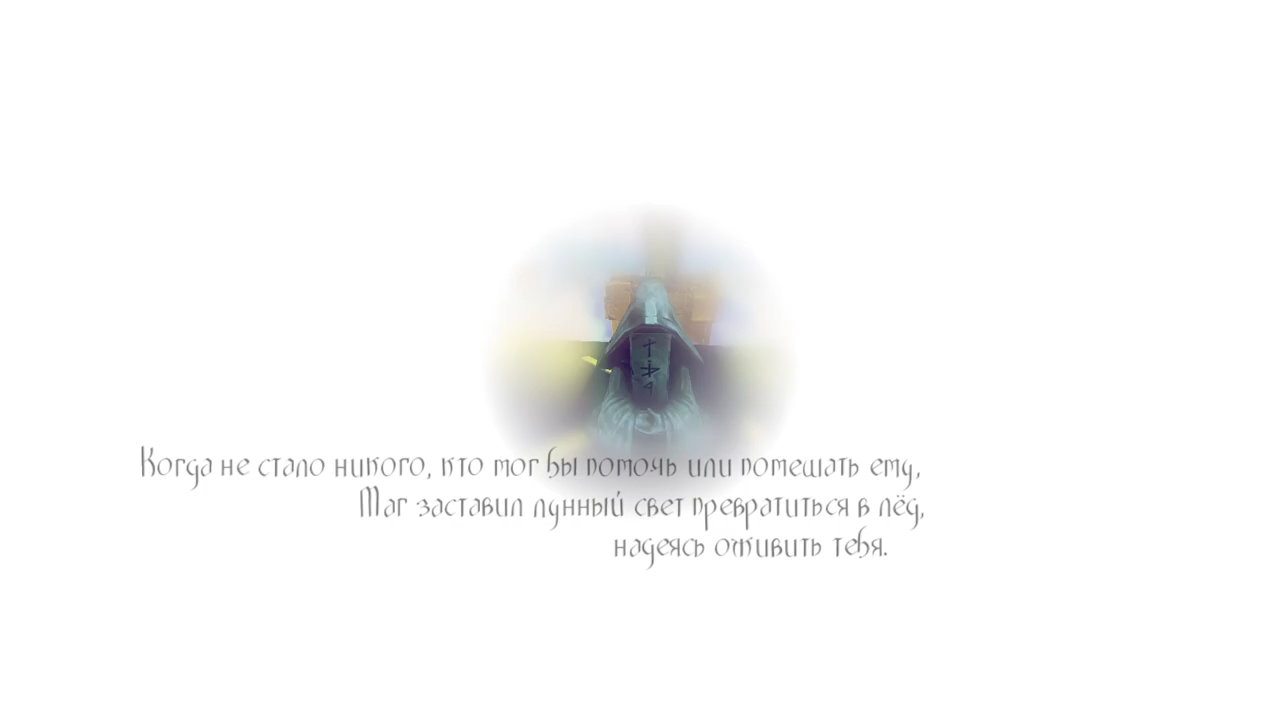 Когда не стало никого, кто мог бы помочь или помешать ему,
Маг заставил лунный свет превратиться в лёд,
надеясь оживить тебя.